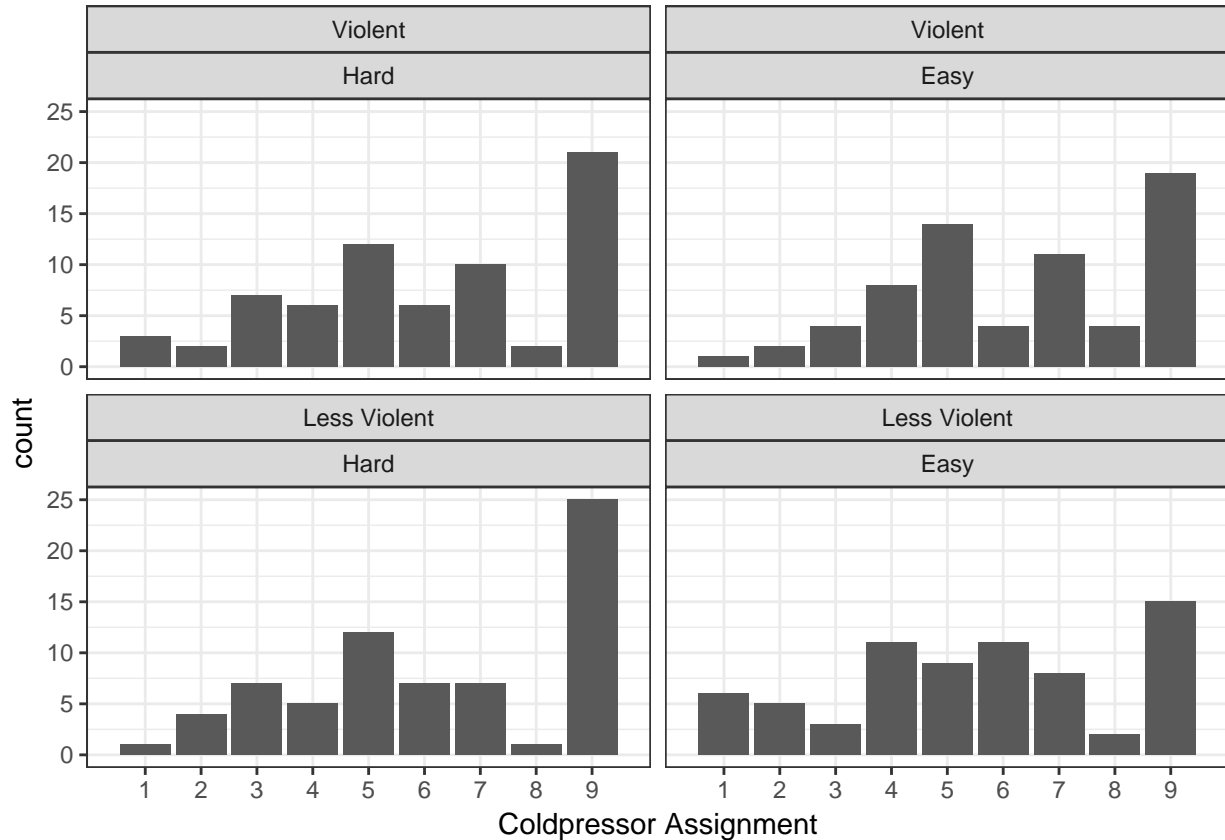 Violent Violent
Hard Easy
25
20
15
10
5
0
Less Violent Less Violent
Hard Easy
25
20
15
10
5
0
1 2 3 4 5 6 7 8 9 1 2 3 4 5 6 7 8 9
Coldpressor Assignment
count